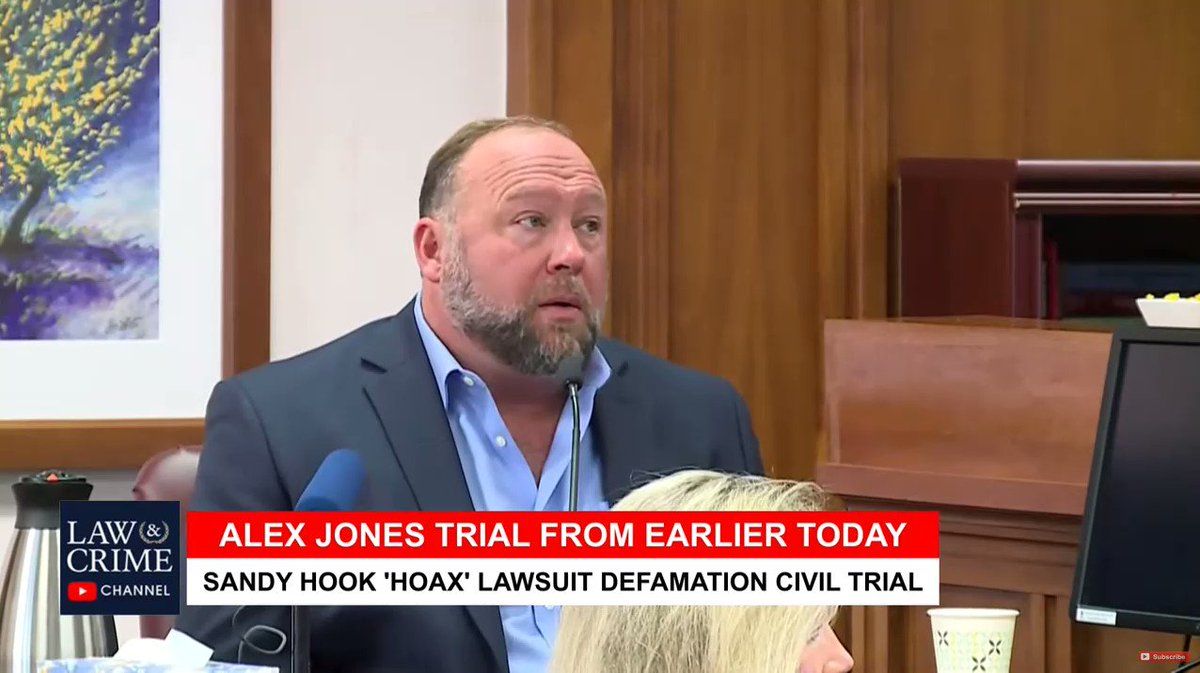 LAW &
CRIME
CHANNEL
ALEX JONES TRIAL FROM EARLIER TODAY
SANDY HOOK 'HOAX' LAWSUIT DEFAMATION CIVIL TRIAL
Subscribe